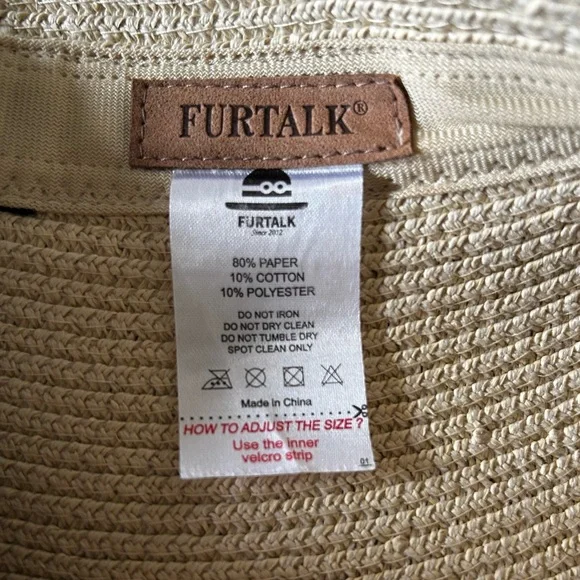 FURTALK®
FURTALK
Since 2012
80% PAPER
10% COTTON
10% POLYESTER
DO NOT IRON
DO NOT DRY CLEAN
DO NOT TUMBLE DRY
SPOT CLEAN ONLY
Made in China
HOW TO ADJUST THE SIZE ?
Use the inner
velcro strip
01